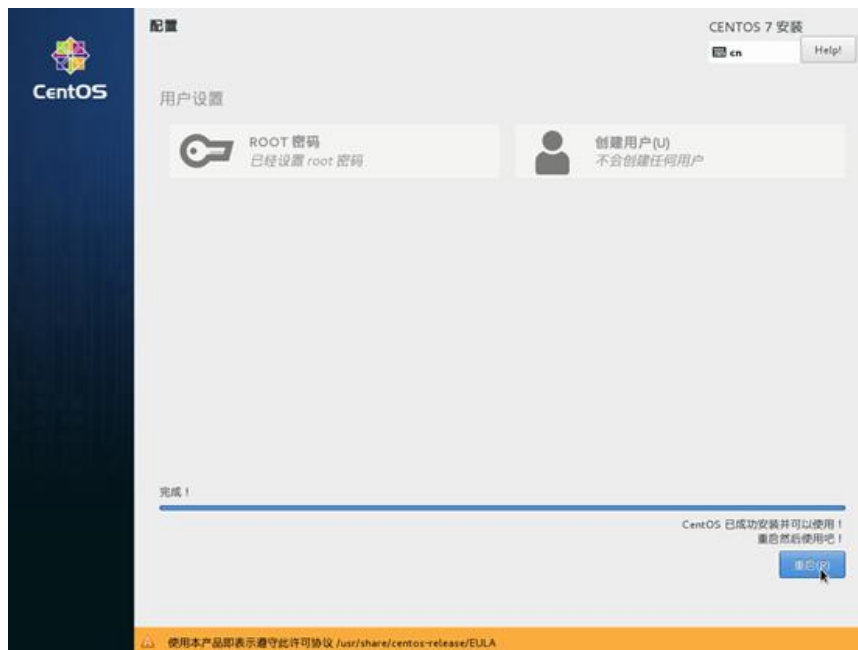 配置
CENTOS 7 安装
cn
Help!
CentOS
用户设置
ROOT 密码
已经设置 root 密码
创建用户(U)
不会创建任何用户
完成！
CentOS 已成功安装并可以使用！
重启然后使用吧！
重启(R)
使用本产品即表示遵守此许可协议 /usr/share/centos-release/EULA